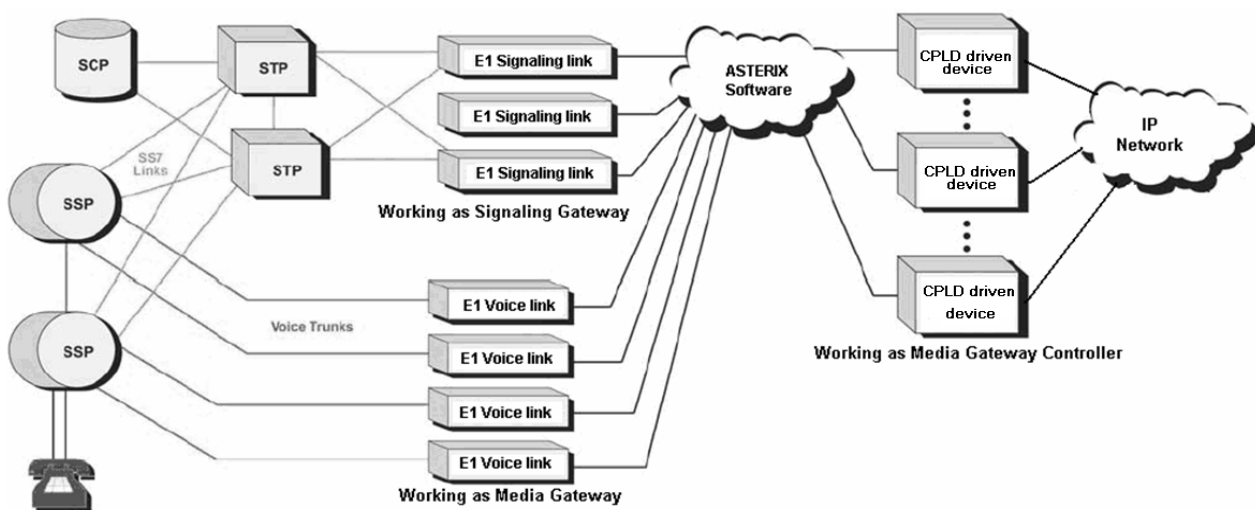 SCP
STP
STP
SS7
Links
SSP
SSP
Voice Trunks
E1 Signaling link
E1 Signaling link
E1 Signaling link
Working as Signaling Gateway
E1 Voice link
E1 Voice link
E1 Voice link
E1 Voice link
Working as Media Gateway
ASTERIX
Software
CPLD driven
device
CPLD driven
device
CPLD driven
device
Working as Media Gateway Controller
IP
Network